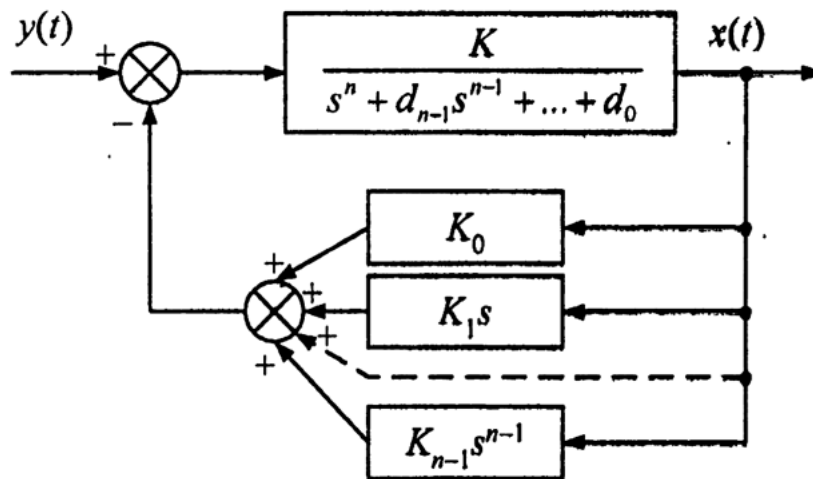 y(t)
x(t)
+
K
s^n + d_{n-1}s^{n-1} + ... + d_0
−
K_0
+
+
K_1 s
+
+
K_{n-1}s^{n-1}